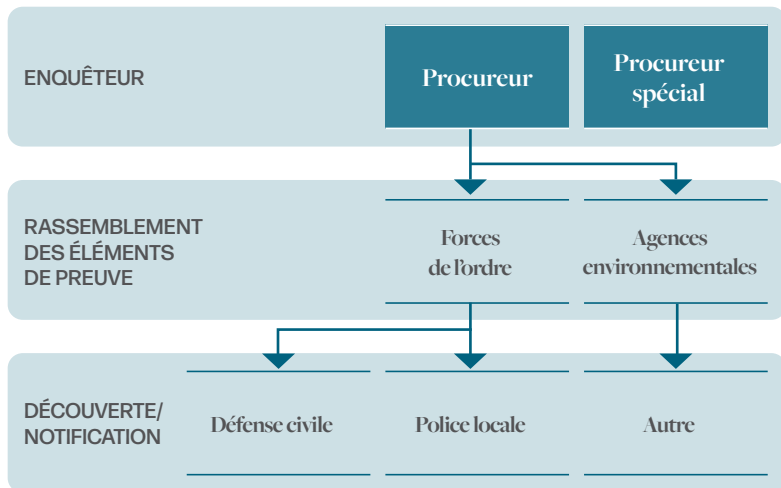 ENQUÊTEUR
Procureur
Procureur
spécial
RASSEMBLEMENT
DES ÉLÉMENTS
DE PREUVE
Forces
de l'ordre
Agences
environnementales
DÉCOUVERTE/
NOTIFICATION
Défense civile
Police locale
Autre